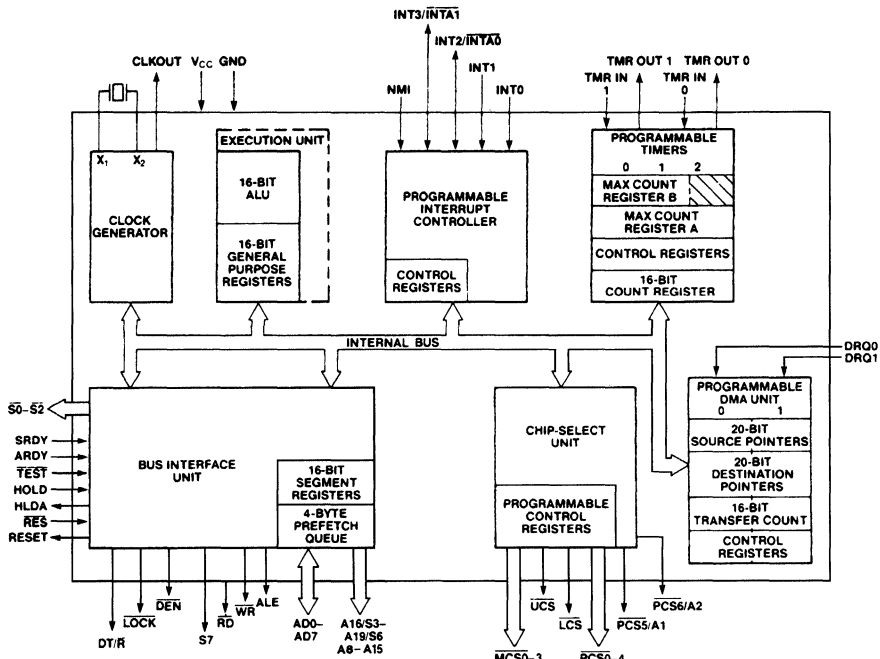 INT3/INTA1
INT2/INTA0
INT1
INT0
NMI
CLKOUT
VCC
GND
TMR OUT 1
TMR OUT 0
TMR IN
1
TMR IN
0
X1
X2
CLOCK
GENERATOR
EXECUTION UNIT
16-BIT
ALU
16-BIT
GENERAL
PURPOSE
REGISTERS
PROGRAMMABLE
INTERRUPT
CONTROLLER
CONTROL
REGISTERS
PROGRAMMABLE
TIMERS
0 1 2
MAX COUNT
REGISTER B
MAX COUNT
REGISTER A
CONTROL REGISTERS
16-BIT
COUNT REGISTER
INTERNAL BUS
DRQ0
DRQ1
S0-S2
SRDY
ARDY
TEST
HOLD
HLDA
RES
RESET
BUS INTERFACE
UNIT
16-BIT
SEGMENT
REGISTERS
4-BYTE
PREFETCH
QUEUE
CHIP-SELECT
UNIT
PROGRAMMABLE
CONTROL
REGISTERS
PROGRAMMABLE
DMA UNIT
0 1
20-BIT
SOURCE POINTERS
20-BIT
DESTINATION
POINTERS
16-BIT
TRANSFER COUNT
CONTROL
REGISTERS
DT/R
LOCK
DEN
S7
RD
WR
ALE
AD0–
AD7
A16/S3–
A19/S6
A8–A15
MCS0–3
UCS
LCS
PCS0–4
PCS5/A1
PCS6/A2